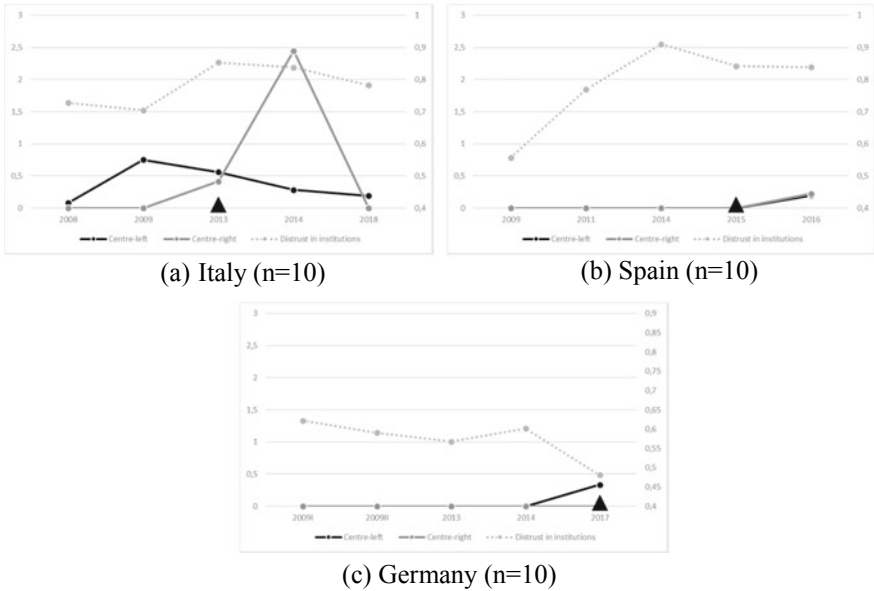 3 1
2,5 0,9
2 0,8
1,5 0,7
1 0,6
0,5 0,5
0 0,4
2008 2009 2013 2014 2018
Centre-left Centre-right Distrust in institutions
(a) Italy (n=10)
3 1
2,5 0,9
2 0,8
1,5 0,7
1 0,6
0,5 0,5
0 0,4
2009 2011 2014 2015 2016
Centre-left Centre-right Distrust in institutions
(b) Spain (n=10)
3 0,9
0,85
2,5 0,8
0,75
2 0,7
1,5 0,65
0,6
1 0,55
0,5
0,5 0,45
0 0,4
2009I 2009II 2013 2014 2017
Centre-left Centre-right Distrust in institutions
(c) Germany (n=10)